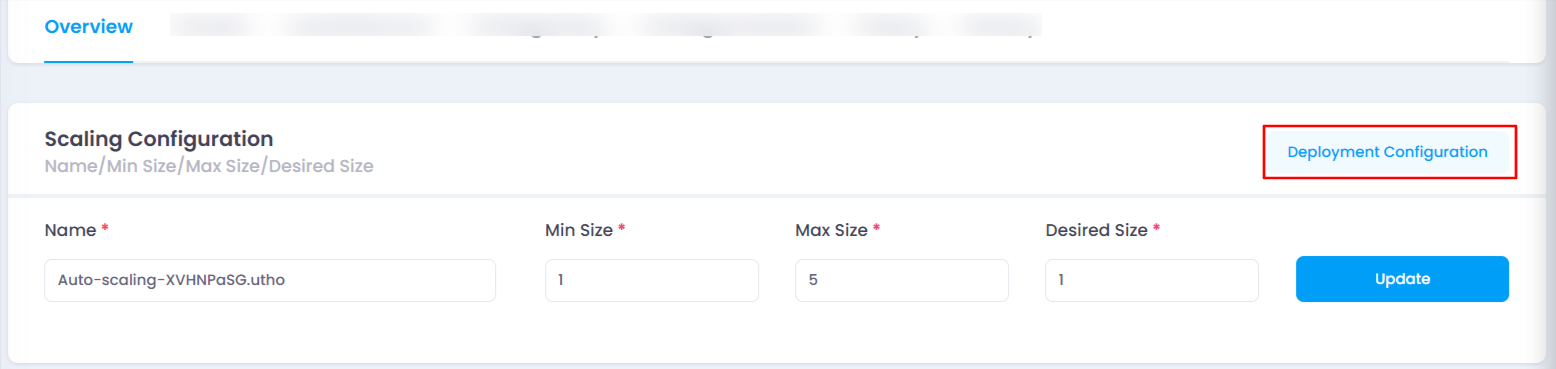 Overview
Scaling Configuration
Name/Min Size/Max Size/Desired Size
Deployment Configuration
Name * Min Size * Max Size * Desired Size *
Auto-scaling-XVHNPaSG.utho 1 5 1 Update